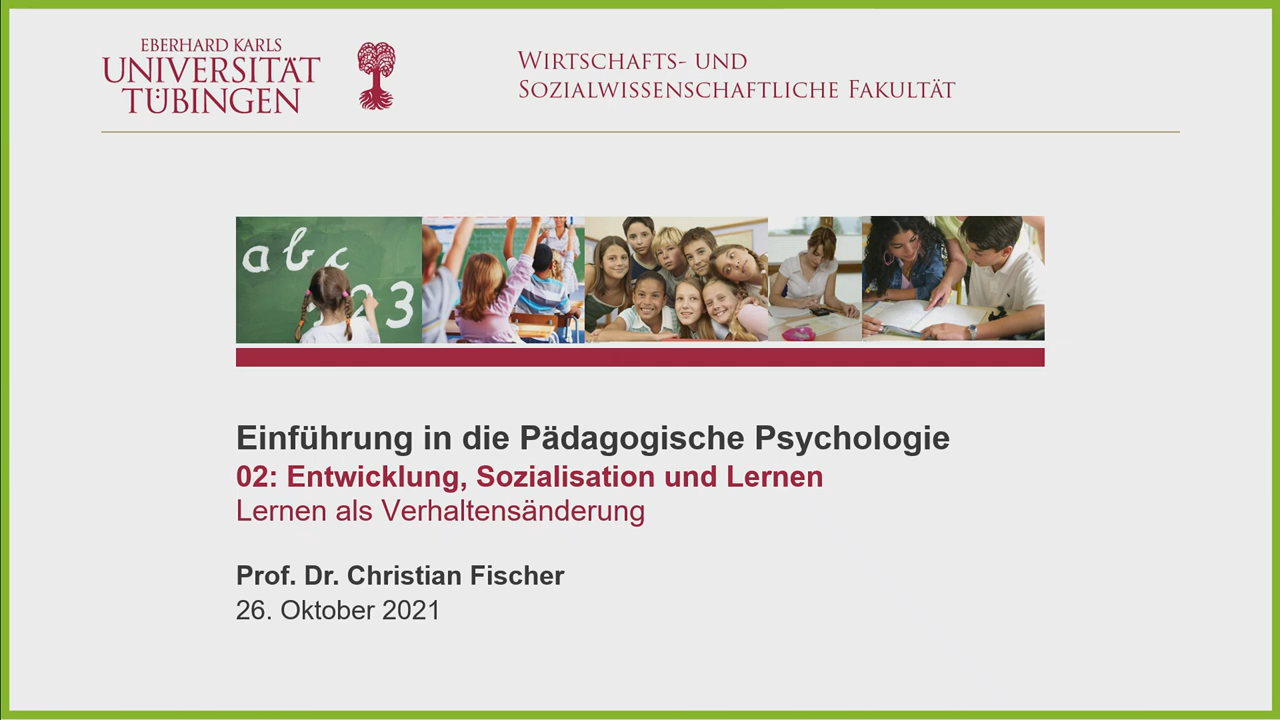 EBERHARD KARLS
UNIVERSITÄT
TÜBINGEN
WIRTSCHAFTS- UND
SOZIALWISSENSCHAFTLICHE FAKULTÄT
abc
123
Einführung in die Pädagogische Psychologie
02: Entwicklung, Sozialisation und Lernen
Lernen als Verhaltensänderung
Prof. Dr. Christian Fischer
26. Oktober 2021